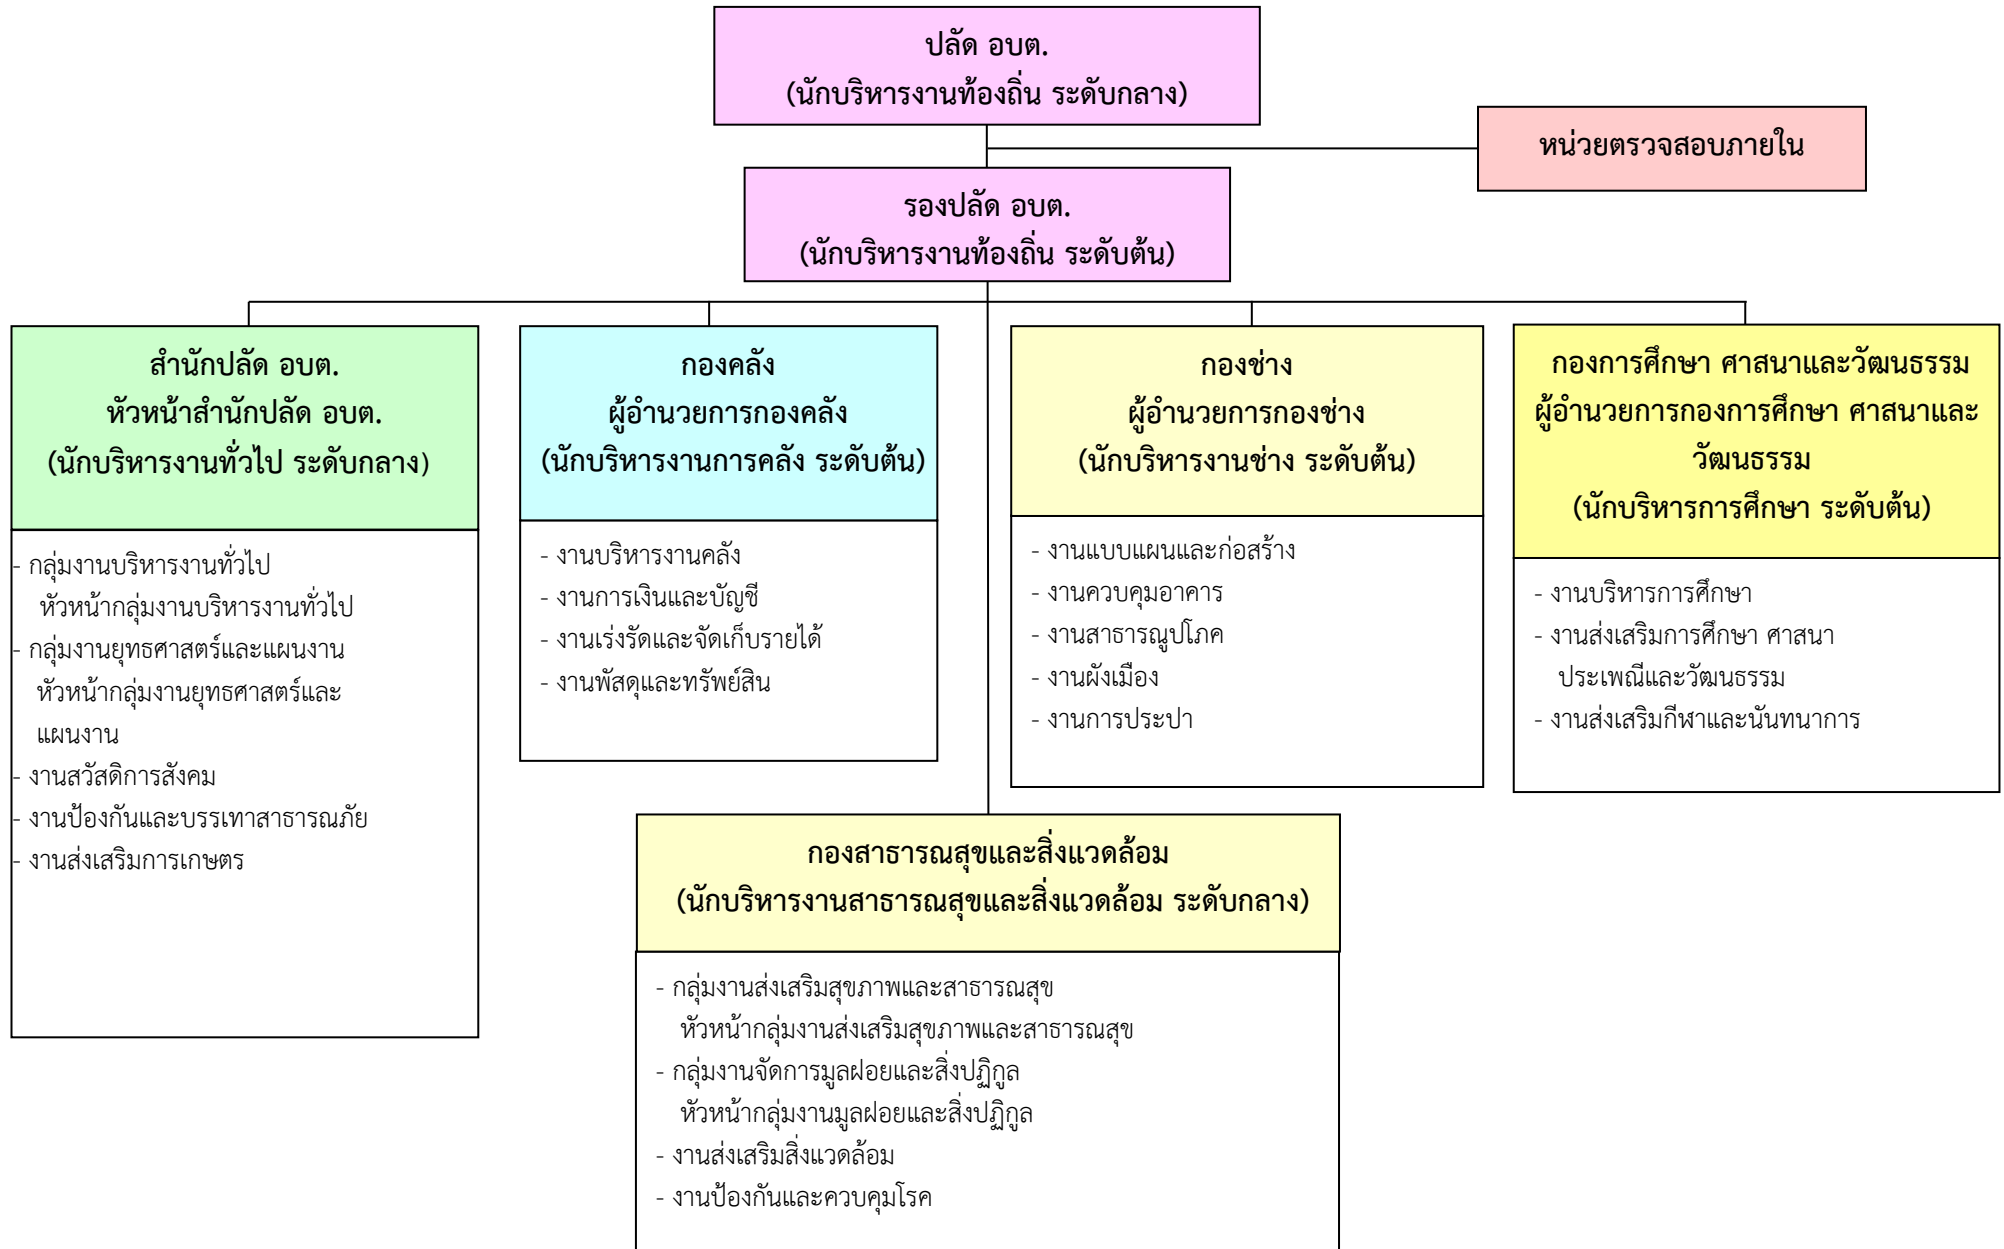 ปลัด อบต.
(นักบริหารงานท้องถิ่น ระดับกลาง)
หน่วยตรวจสอบภายใน
รองปลัด อบต.
(นักบริหารงานท้องถิ่น ระดับต้น)
สำนักปลัด อบต.
หัวหน้าสำนักปลัด อบต.
(นักบริหารงานทั่วไป ระดับกลาง)
- กลุ่มงานบริหารงานทั่วไป
หัวหน้ากลุ่มงานบริหารงานทั่วไป
- กลุ่มงานยุทธศาสตร์และแผนงาน
หัวหน้ากลุ่มงานยุทธศาสตร์และ
แผนงาน
- งานสวัสดิการสังคม
- งานป้องกันและบรรเทาสาธารณภัย
- งานส่งเสริมการเกษตร
กองคลัง
ผู้อำนวยการกองคลัง
(นักบริหารงานการคลัง ระดับต้น)
- งานบริหารงานคลัง
- งานการเงินและบัญชี
- งานเร่งรัดและจัดเก็บรายได้
- งานพัสดุและทรัพย์สิน
กองช่าง
ผู้อำนวยการกองช่าง
(นักบริหารงานช่าง ระดับต้น)
- งานแบบแผนและก่อสร้าง
- งานควบคุมอาคาร
- งานสาธารณูปโภค
- งานผังเมือง
- งานการประปา
กองการศึกษา ศาสนาและวัฒนธรรม
ผู้อำนวยการกองการศึกษา ศาสนาและ
วัฒนธรรม
(นักบริหารการศึกษา ระดับต้น)
- งานบริหารการศึกษา
- งานส่งเสริมการศึกษา ศาสนา
ประเพณีและวัฒนธรรม
- งานส่งเสริมกีฬาและนันทนาการ
กองสาธารณสุขและสิ่งแวดล้อม
(นักบริหารงานสาธารณสุขและสิ่งแวดล้อม ระดับกลาง)
- กลุ่มงานส่งเสริมสุขภาพและสาธารณสุข
หัวหน้ากลุ่มงานส่งเสริมสุขภาพและสาธารณสุข
- กลุ่มงานจัดการมูลฝอยและสิ่งปฏิกูล
หัวหน้ากลุ่มงานมูลฝอยและสิ่งปฏิกูล
- งานส่งเสริมสิ่งแวดล้อม
- งานป้องกันและควบคุมโรค